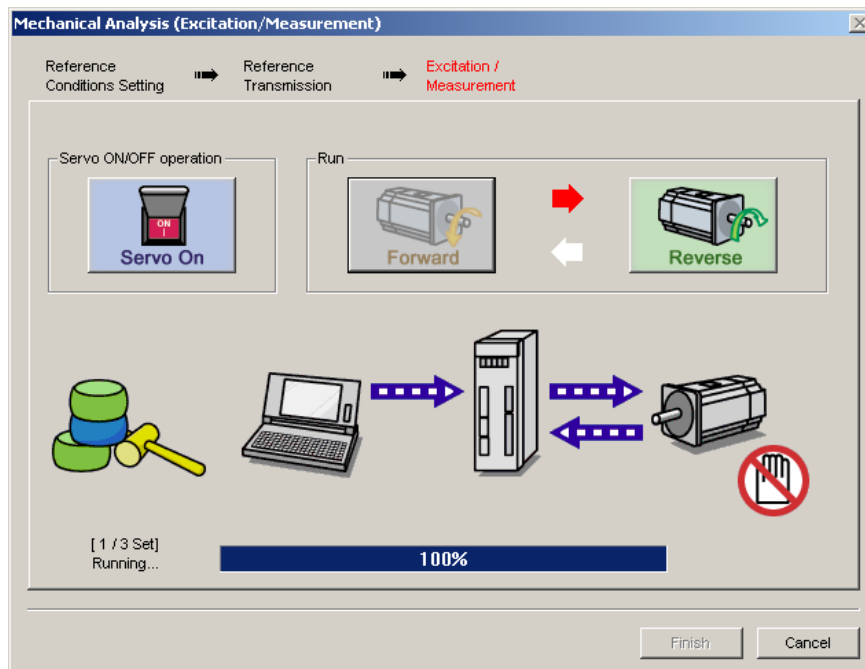 Mechanical Analysis (Excitation/Measurement)
Reference
Conditions Setting
Reference
Transmission
Excitation /
Measurement
Servo ON/OFF operation
Run
ON
I
Servo On
Forward
Reverse
[ 1 / 3 Set]
Running...
100%
Finish
Cancel